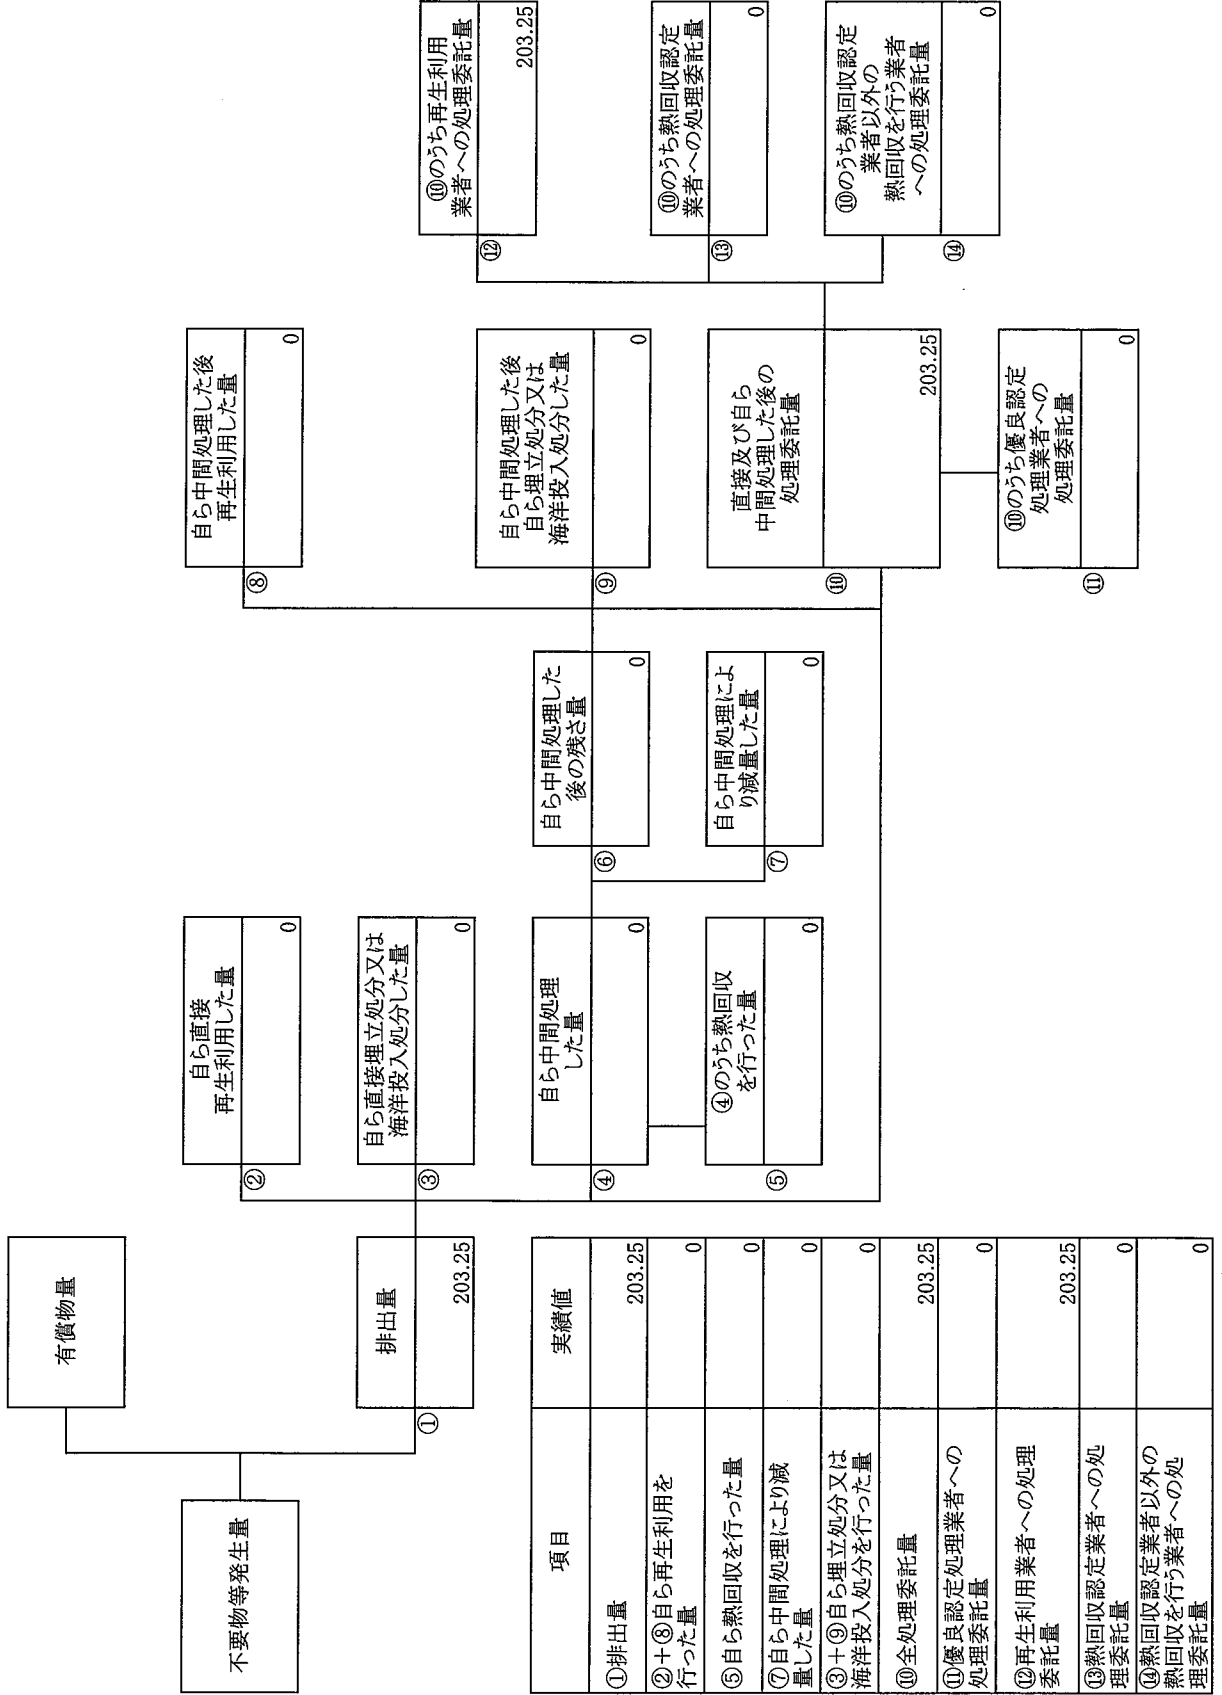 不要物等発生量
有償物量
排出量
①
203.25
自ら直接
再生利用した量
②
0
自ら直接埋立処分又は
海洋投入処分した量
③
0
自ら中間処理
した量
④
0
④のうち熱回収
を行った量
⑤
0
自ら中間処理した
後の残さ量
⑥
0
自ら中間処理によ
り減量した量
⑦
0
自ら中間処理した後
再生利用した量
⑧
0
自ら中間処理した後
自ら埋立処分又は
海洋投入処分した量
⑨
0
直接及び自ら
中間処理した後の
処理委託量
⑩
203.25
⑩のうち優良認定
処理業者への
処理委託量
⑪
0
⑩のうち再生利用
業者への処理委託量
⑫
203.25
⑩のうち熱回収認定
業者への処理委託量
⑬
0
⑩のうち熱回収認定
業者以外の
熱回収を行う業者
への処理委託量
⑭
0
項目 実績値
①排出量 203.25
②+⑧自ら再生利用を
行った量 0
⑤自ら熱回収を行った量 0
⑦自ら中間処理により減
量した量 0
③+⑨自ら埋立処分又は
海洋投入処分を行った量 0
⑩全処理委託量 203.25
⑪優良認定処理業者への
処理委託量 0
⑫再生利用業者への処理
委託量 203.25
⑬熱回収認定業者への処
理委託量 0
⑭熱回収認定業者以外の
熱回収を行う業者への処
理委託量 0